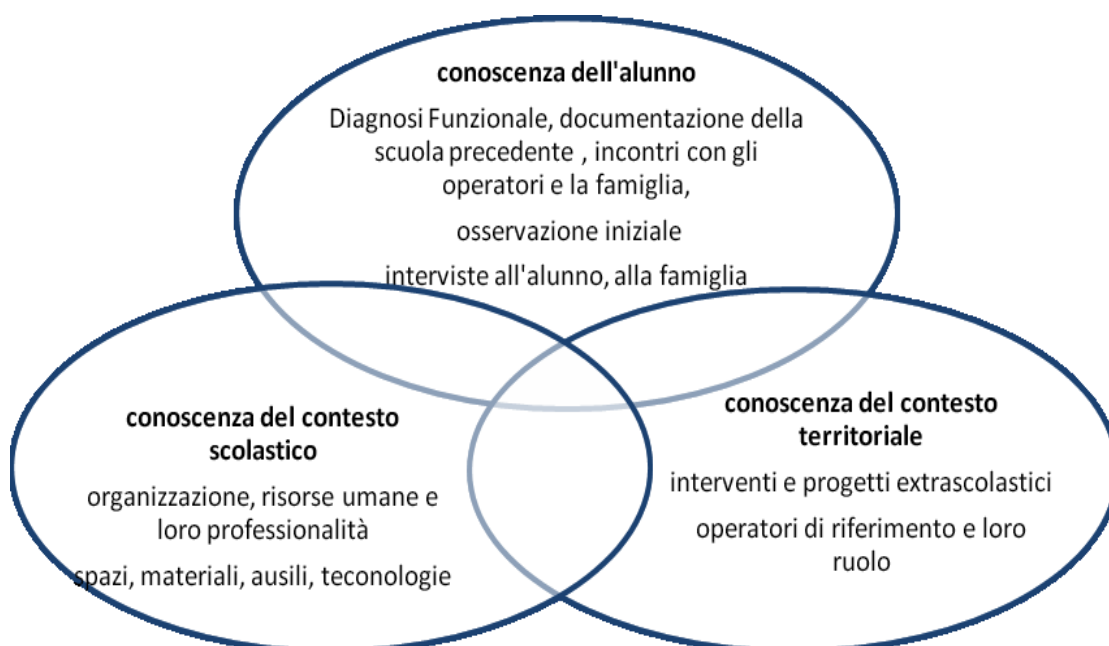 conoscenza dell'alunno
Diagnosi Funzionale, documentazione della
scuola precedente , incontri con gli
operatori e la famiglia,
osservazione iniziale
interviste all'alunno, alla famiglia
conoscenza del contesto
scolastico
organizzazione, risorse umane e
loro professionalità
spazi, materiali, ausili, teconologie
conoscenza del contesto
territoriale
interventi e progetti extrascolastici
operatori di riferimento e loro
ruolo